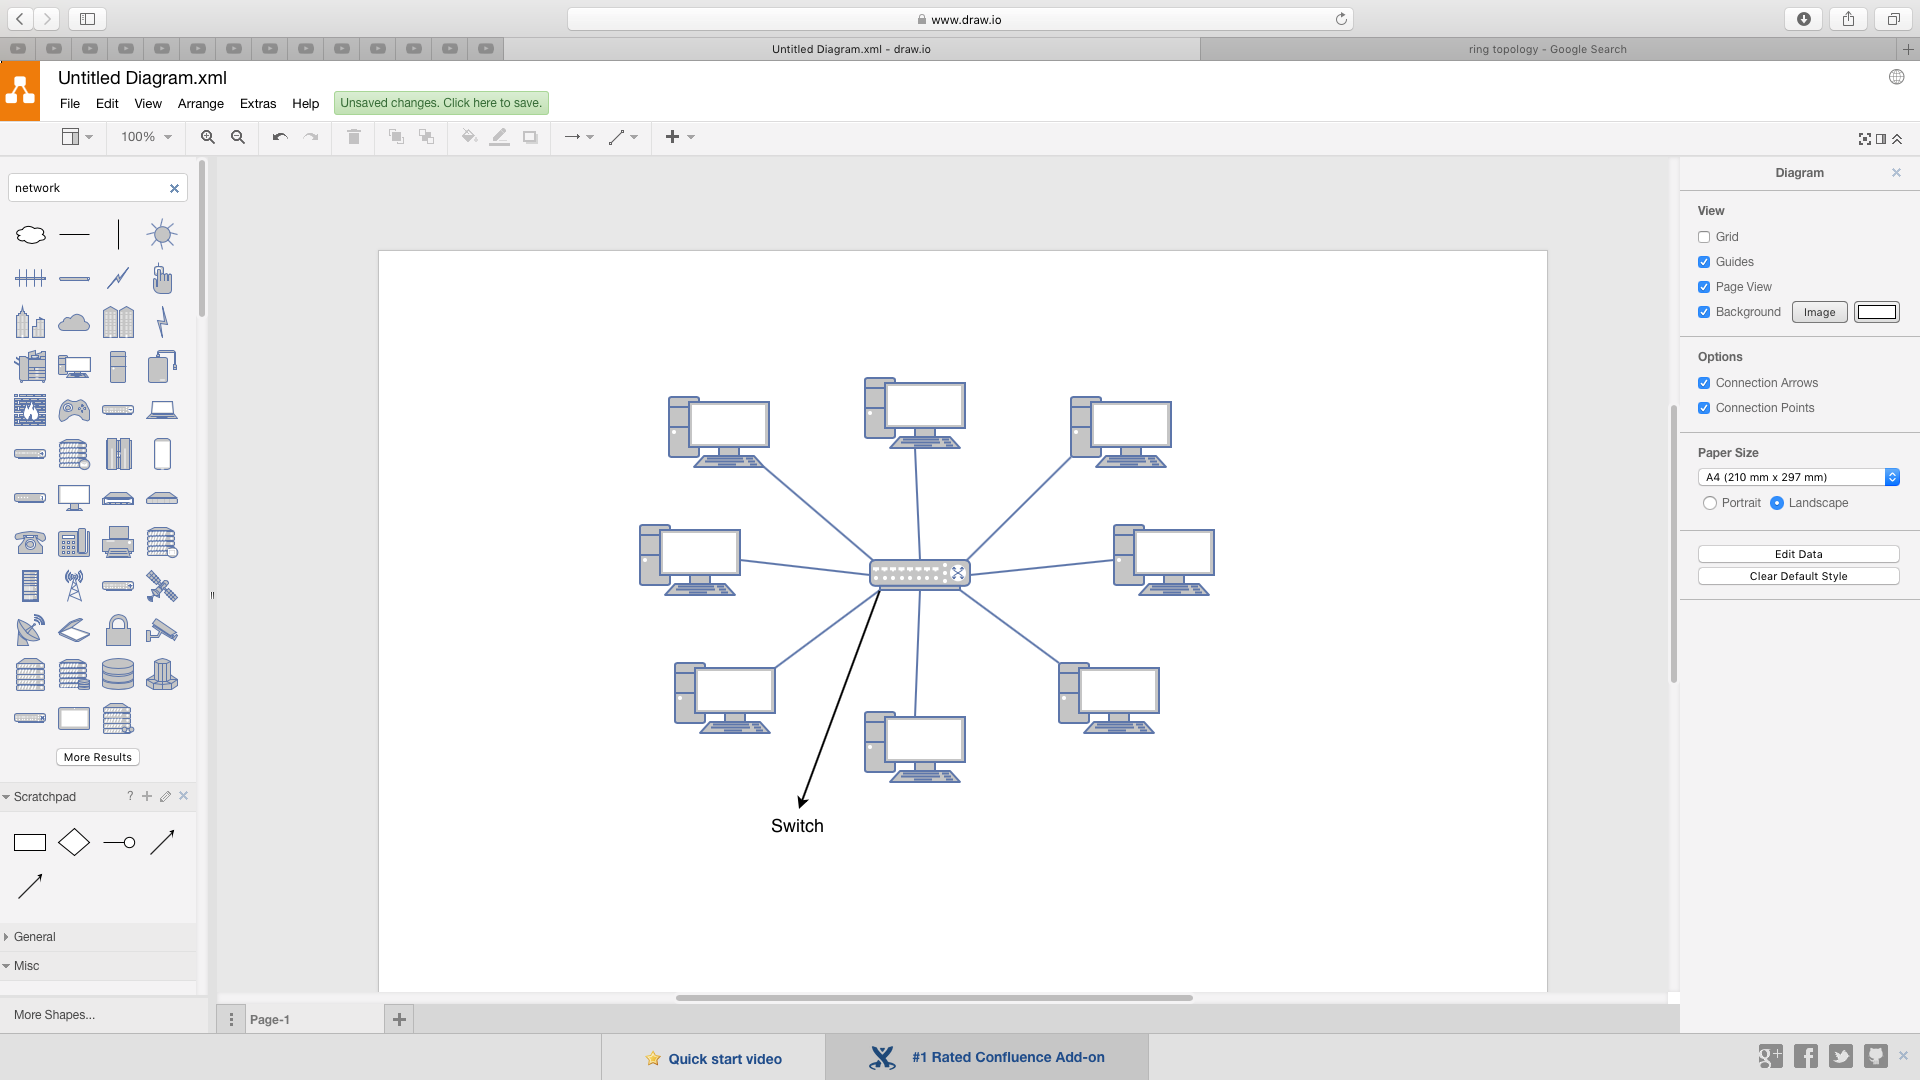 www.draw.io
Untitled Diagram.xml - draw.io
ring topology - Google Search
Untitled Diagram.xml
File Edit View Arrange Extras Help Unsaved changes. Click here to save.
100%
network
More Results
Scratchpad
?
General
Misc
More Shapes...
Switch
Page-1
Diagram
View
Grid
Guides
Page View
Background Image
Options
Connection Arrows
Connection Points
Paper Size
A4 (210 mm x 297 mm)
Portrait Landscape
Edit Data
Clear Default Style
Quick start video
#1 Rated Confluence Add-on
g+